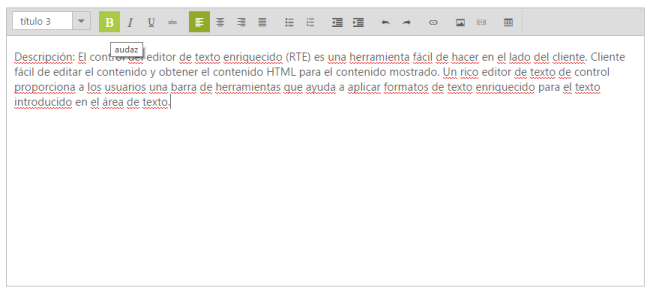 título 3
B I U abc
audaz
Descripción: El control del editor de texto enriquecido (RTE) es una herramienta fácil de hacer en el lado del cliente. Cliente
fácil de editar el contenido y obtener el contenido HTML para el contenido mostrado. Un rico editor de texto de control
proporciona a los usuarios una barra de herramientas que ayuda a aplicar formatos de texto enriquecido para el texto
introducido en el área de texto.